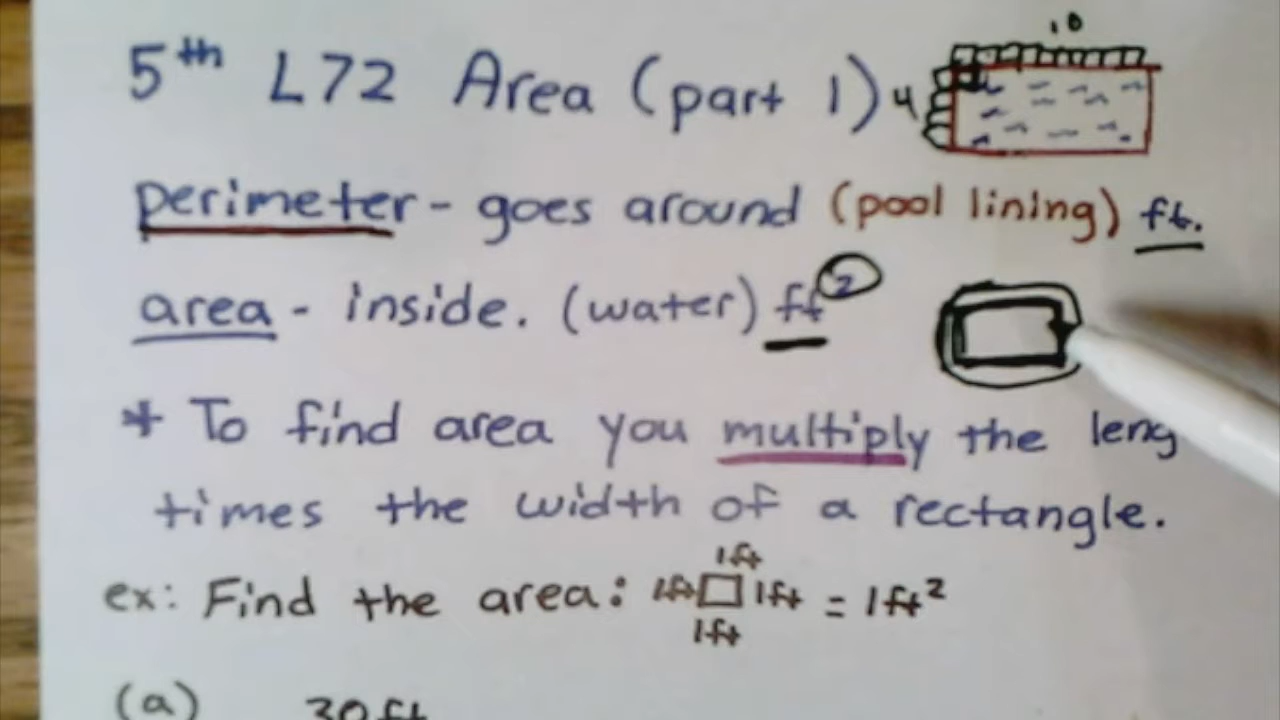 10
5th L72 Area (part 1) 4
perimeter - goes around (pool lining) ft.
area - inside. (water) ft2
* To find area you multiply the leng
times the width of a rectangle.
1ft
ex: Find the area: 1ft 1ft = 1ft2
1ft
(a) 30ft